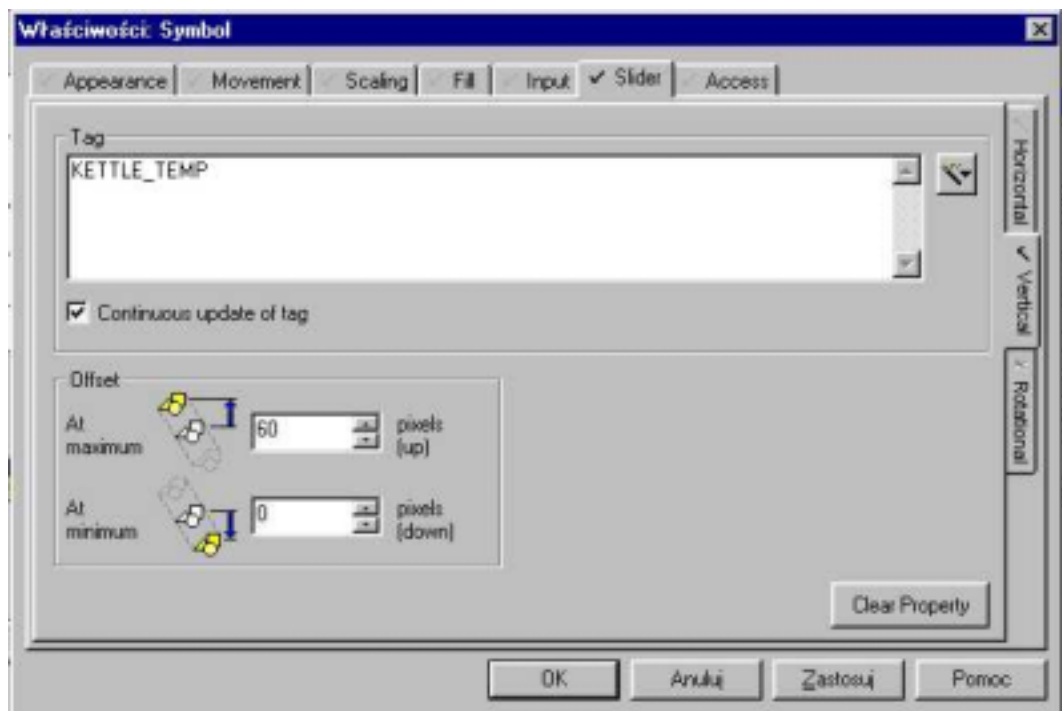 Właściwości: Symbol
Appearance Movement Scaling Fill Input Slider Access
Horizontal
Vertical
Rotational
Tag
KETTLE_TEMP
Continuous update of tag
Offset
At maximum
60
pixels (up)
At minimum
0
pixels (down)
Clear Property
OK Anuluj Zastosuj Pomoc